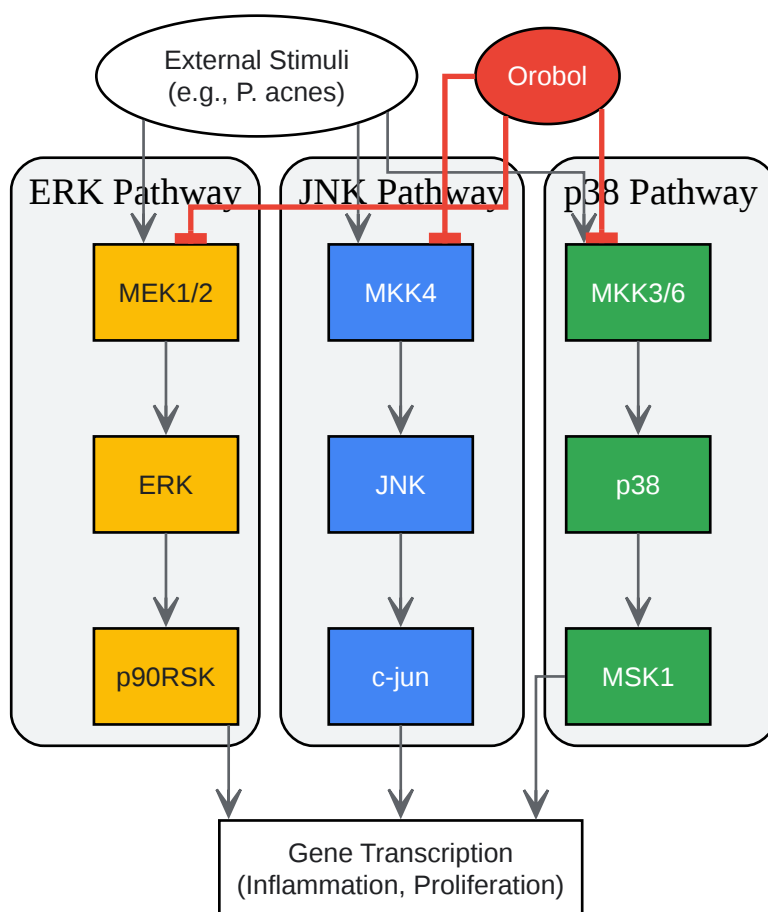 External Stimuli
(e.g., P. acnes)
Orobol
ERK Pathway
JNK Pathway
p38 Pathway
MEK1/2
MKK4
MKK3/6
ERK
JNK
p38
p90RSK
c-jun
MSK1
Gene Transcription
(Inflammation, Proliferation)